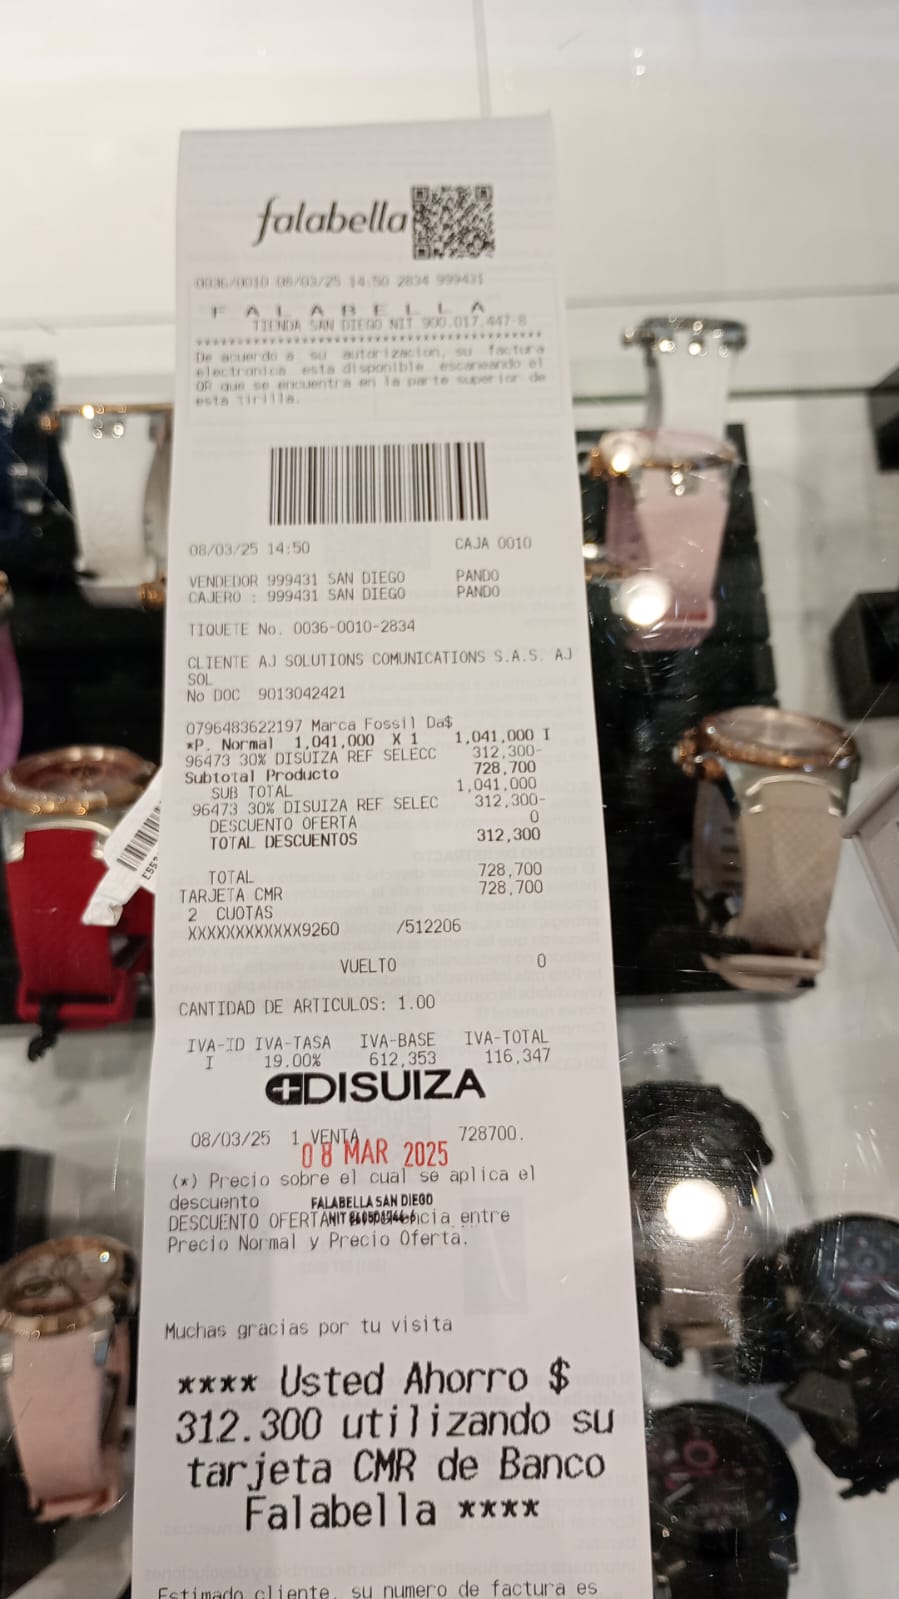 falabella
0036/0010 08/03/25 14:50 2834 999431
F A L A B E L L A
TIENDA SAN DIEGO NIT 900.017.447-8
De acuerdo a su autorizacion, su factura
electronica esta disponible escaneando el
QR que se encuentra en la parte superior de
esta tirilla.
08/03/25 14:50 CAJA 0010
VENDEDOR 999431 SAN DIEGO PANDO
CAJERO : 999431 SAN DIEGO PANDO
TIQUETE No. 0036-0010-2834
CLIENTE AJ SOLUTIONS COMUNICATIONS S.A.S. AJ
SOL
No DOC 9013042421
0796483622197 Marca Fossil Da$
*P. Normal 1,041,000 X 1 1,041,000 I
96473 30% DISUIZA REF SELECC 312,300-
Subtotal Producto 728,700
SUB TOTAL 1,041,000
96473 30% DISUIZA REF SELEC 312,300-
DESCUENTO OFERTA 0
TOTAL DESCUENTOS 312,300
TOTAL 728,700
TARJETA CMR 728,700
2 CUOTAS
XXXXXXXXXXXX9260 /512206
VUELTO 0
CANTIDAD DE ARTICULOS: 1.00
IVA-ID IVA-TASA IVA-BASE IVA-TOTAL
I 19.00% 612,353 116,347
DISUIZA
08/03/25 1 VENTA 728700.
08 MAR 2025
(*) Precio sobre el cual se aplica el
descuento FALABELLA SAN DIEGO
DESCUENTO OFERTA NIT entre
Precio Normal y Precio Oferta.
Muchas gracias por tu visita
**** Usted Ahorro $
312.300 utilizando su
tarjeta CMR de Banco
Falabella ****
Estimado cliente, su numero de factura es